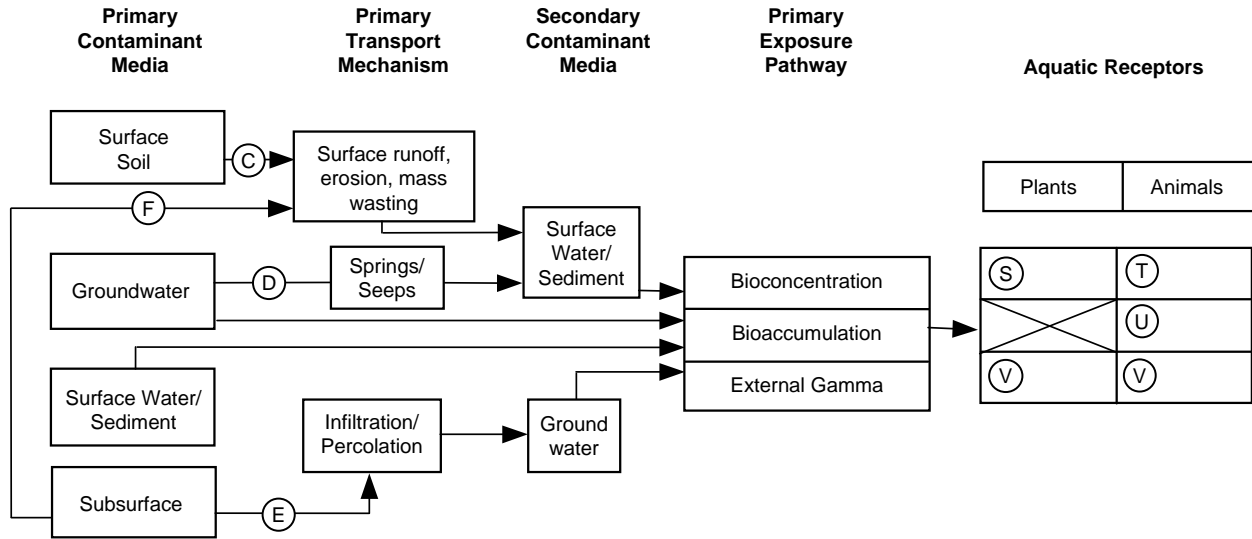 Primary
Contaminant
Media
Primary
Transport
Mechanism
Secondary
Contaminant
Media
Primary
Exposure
Pathway
Aquatic Receptors
Surface
Soil
C
Surface runoff,
erosion, mass
wasting
Plants
Animals
F
Surface
Water/
Sediment
Groundwater
D
Springs/
Seeps
Bioconcentration
S
T
Bioaccumulation
U
Surface Water/
Sediment
External Gamma
V
V
Infiltration/
Percolation
Ground
water
Subsurface
E